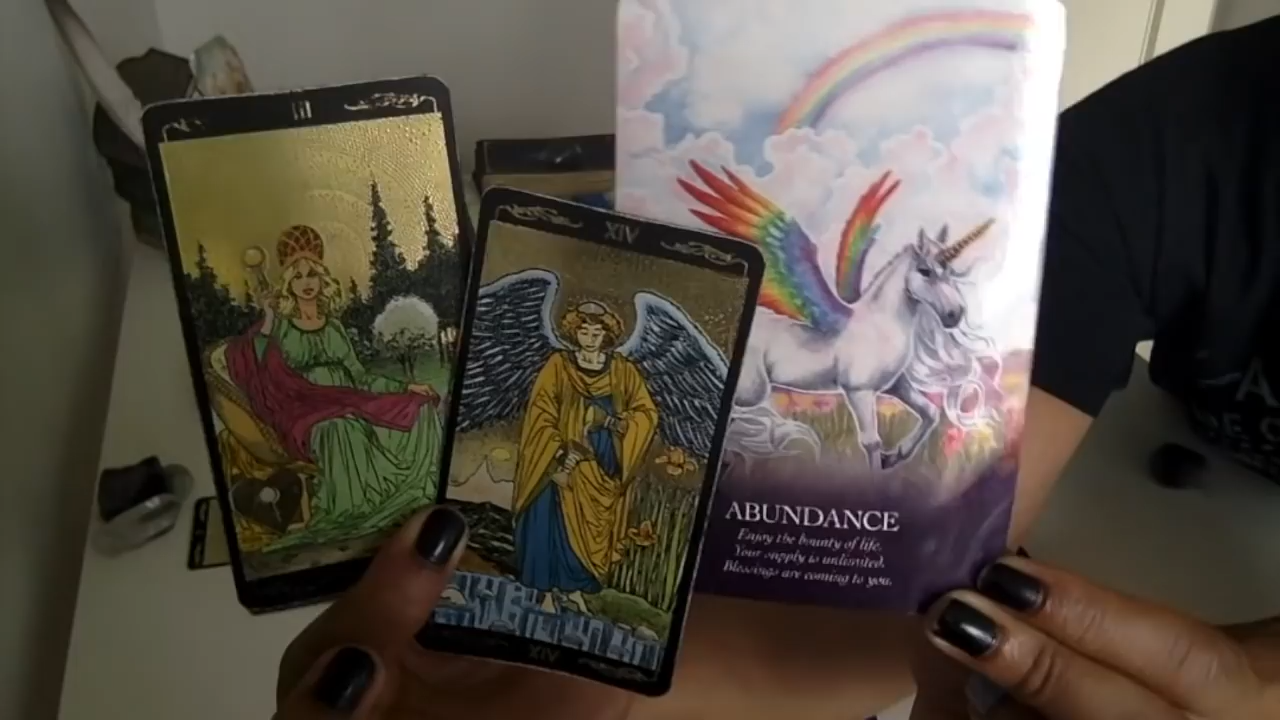 III
XIV
ABUNDANCE
Enjoy the bounty of life.
Your supply is unlimited.
Blessings are coming to you.
XIV